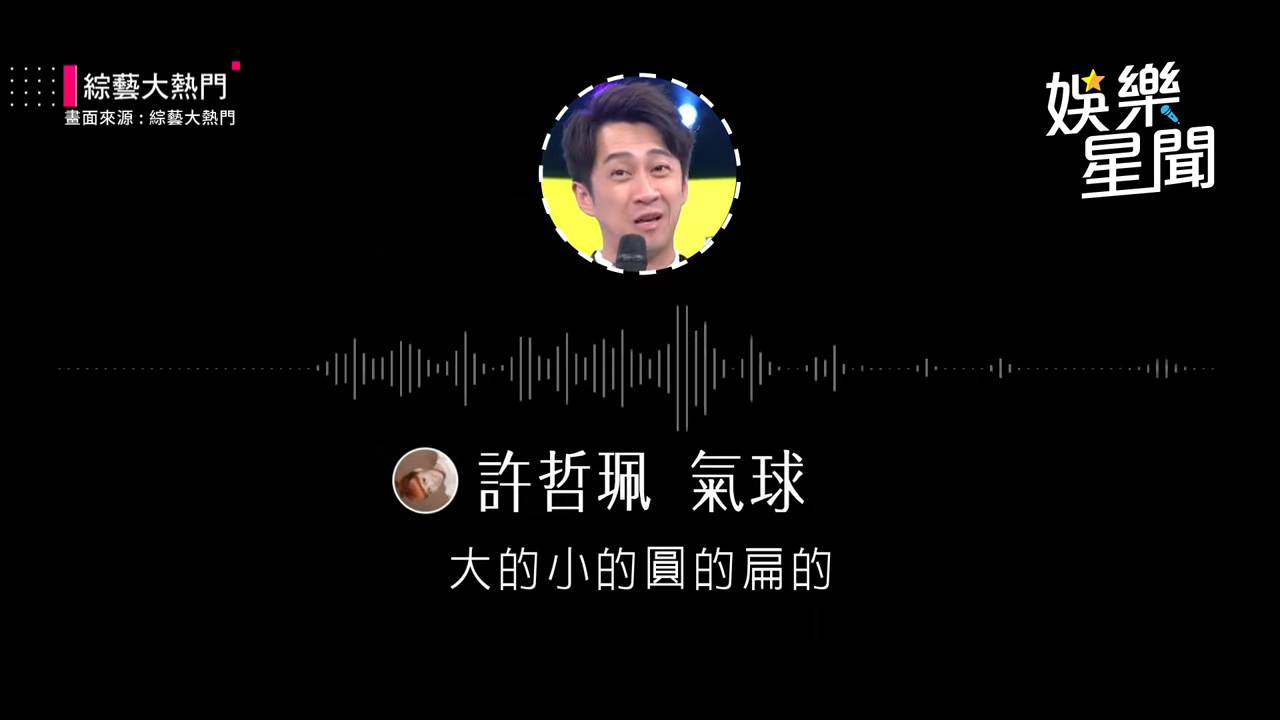 綜藝大熱門
畫面來源 : 綜藝大熱門
娛樂
星聞
許哲珮 氣球
大的小的圓的扁的